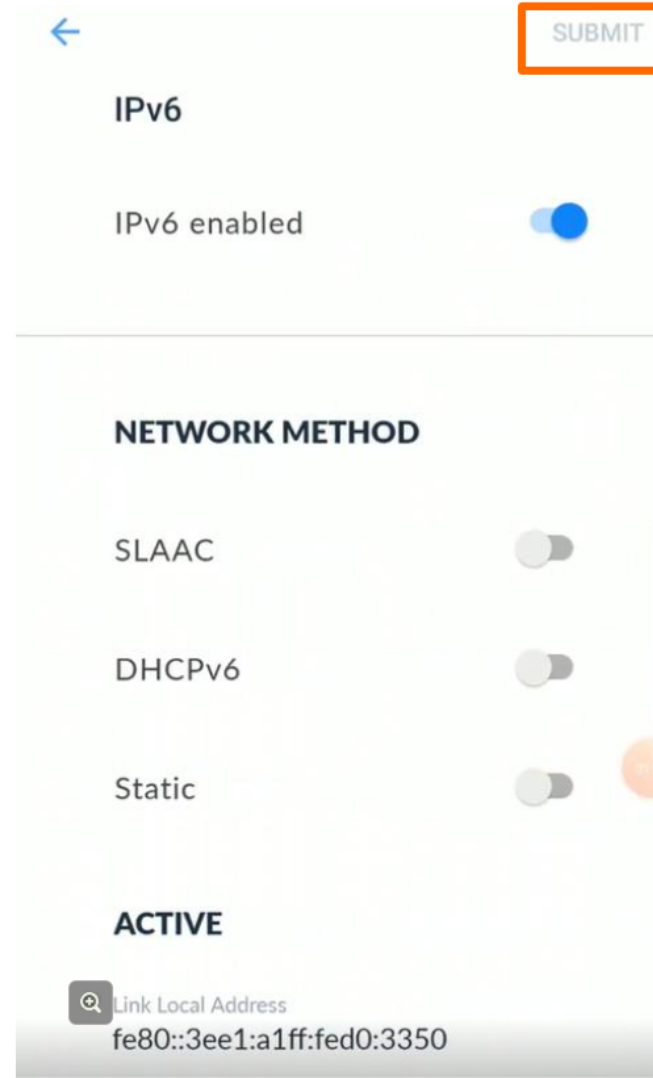 SUBMIT
IPv6
IPv6 enabled
NETWORK METHOD
SLAAC
DHCPv6
Static
ACTIVE
Link Local Address
fe80::3ee1:a1ff:fed0:3350